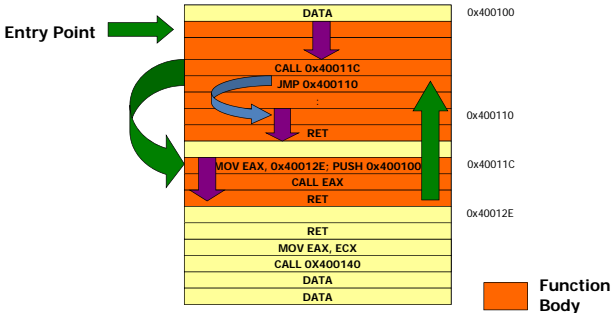 DATA
0x400100
Entry Point
CALL 0x40011C
JMP 0x400110
:
0x400110
RET
MOV EAX, 0x40012E; PUSH 0x400100
0x40011C
CALL EAX
RET
0x40012E
RET
MOV EAX, ECX
CALL 0X400140
DATA
DATA
Function
Body